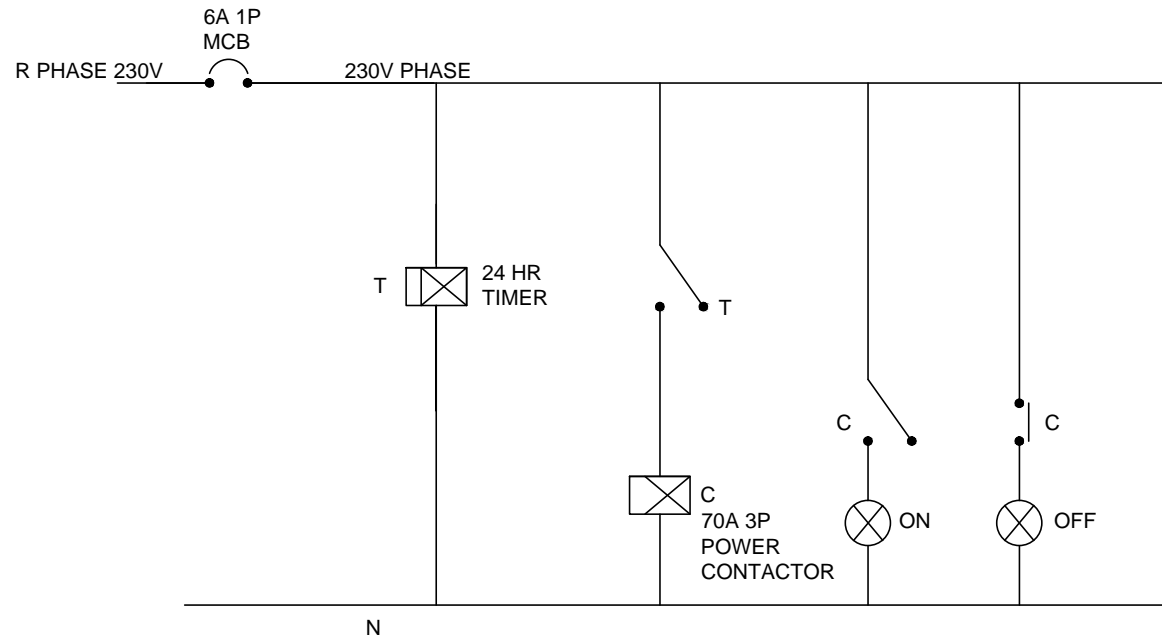 6A 1P
MCB
R PHASE 230V
230V PHASE
T
24 HR
TIMER
T
C
70A 3P
POWER
CONTACTOR
C
ON
C
OFF
N